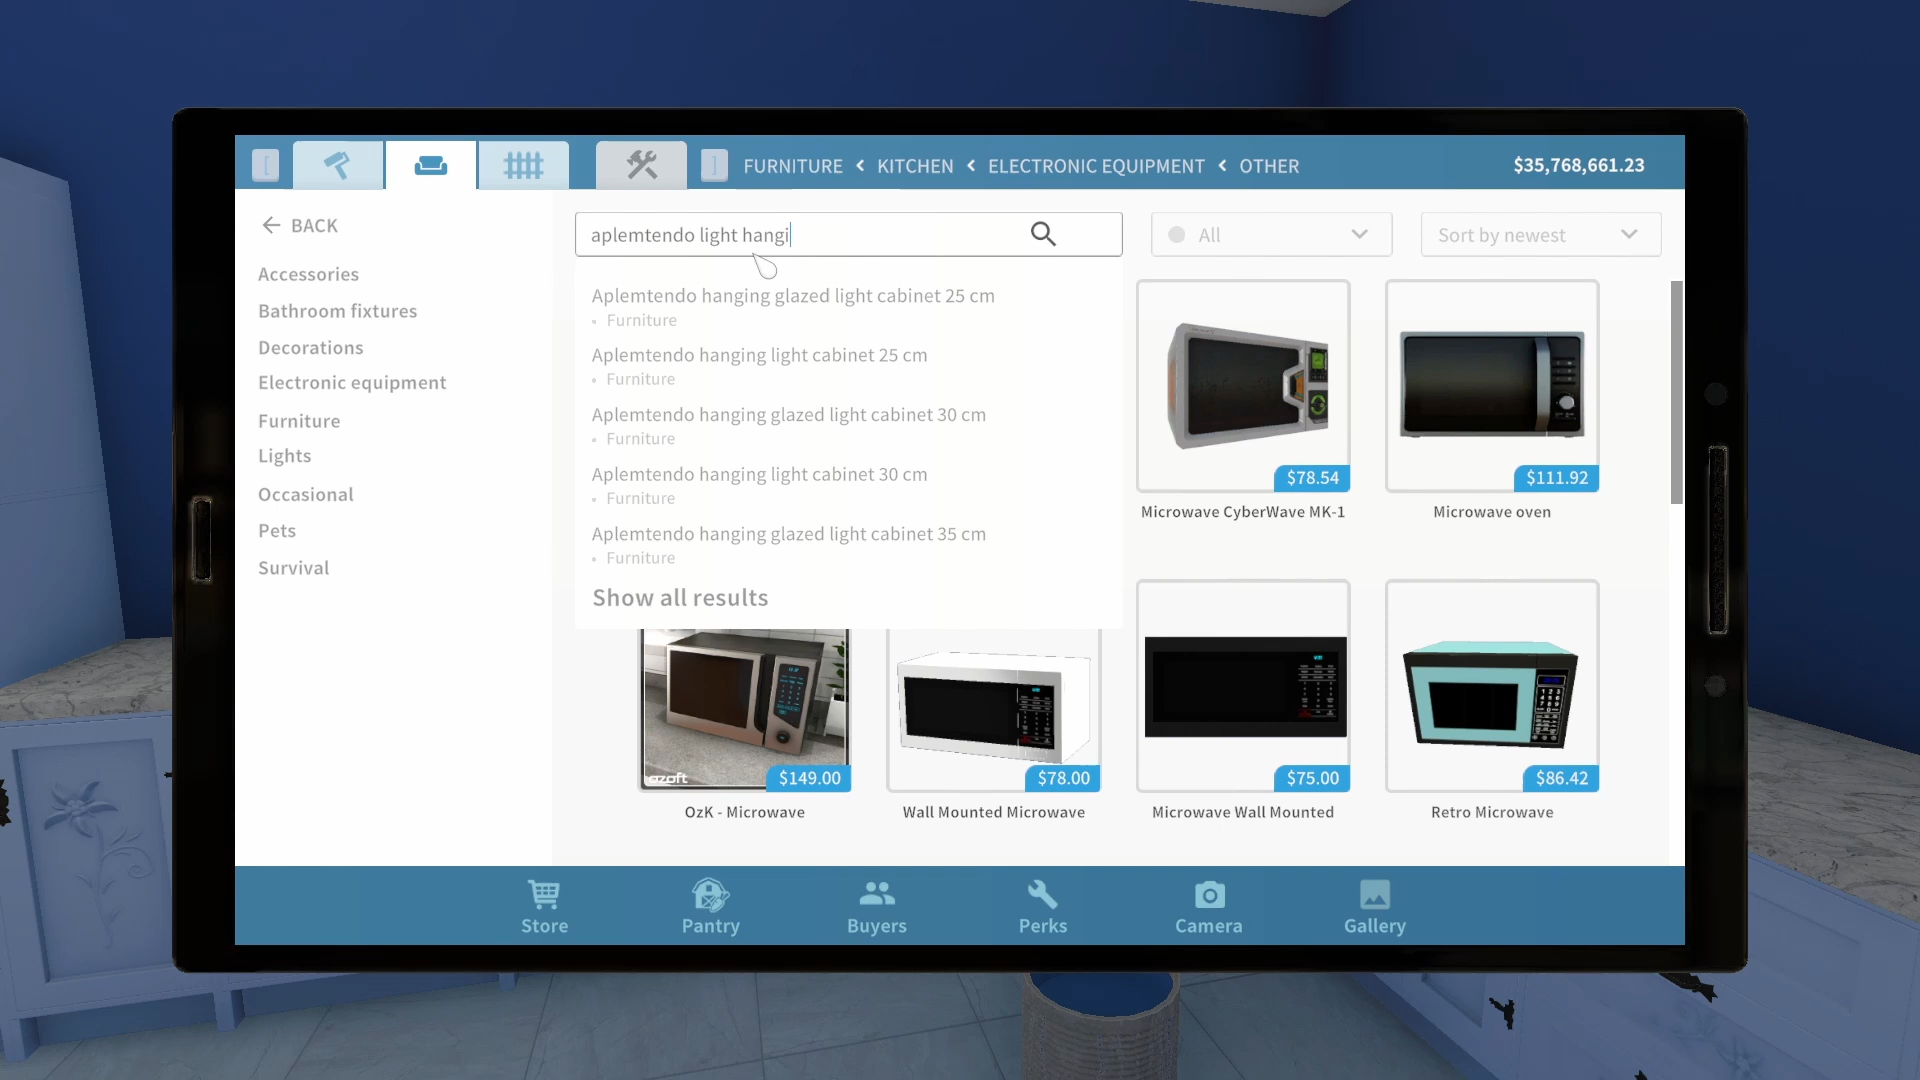 [
]
FURNITURE < KITCHEN < ELECTRONIC EQUIPMENT < OTHER
$35,768,661.23
BACK
Accessories
Bathroom fixtures
Decorations
Electronic equipment
Furniture
Lights
Occasional
Pets
Survival
aplemtendo light hangi
All
Sort by newest
Aplemtendo hanging glazed light cabinet 25 cm
• Furniture
Aplemtendo hanging light cabinet 25 cm
• Furniture
Aplemtendo hanging glazed light cabinet 30 cm
• Furniture
Aplemtendo hanging light cabinet 30 cm
• Furniture
Aplemtendo hanging glazed light cabinet 35 cm
• Furniture
Show all results
$78.54
Microwave CyberWave MK-1
$111.92
Microwave oven
ozoft
$149.00
OzK - Microwave
$78.00
Wall Mounted Microwave
$75.00
Microwave Wall Mounted
$86.42
Retro Microwave
Store
Pantry
Buyers
Perks
Camera
Gallery